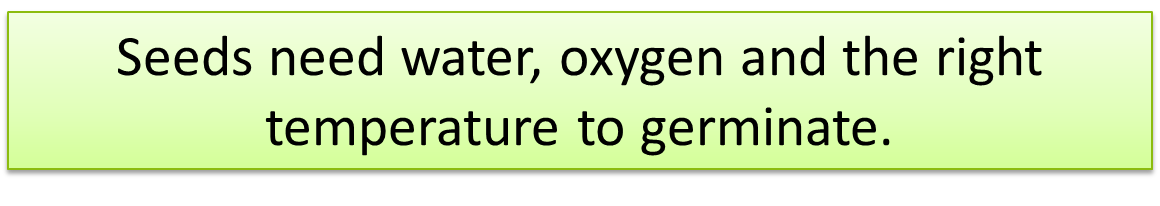 Seeds need water, oxygen and the right
temperature to germinate.